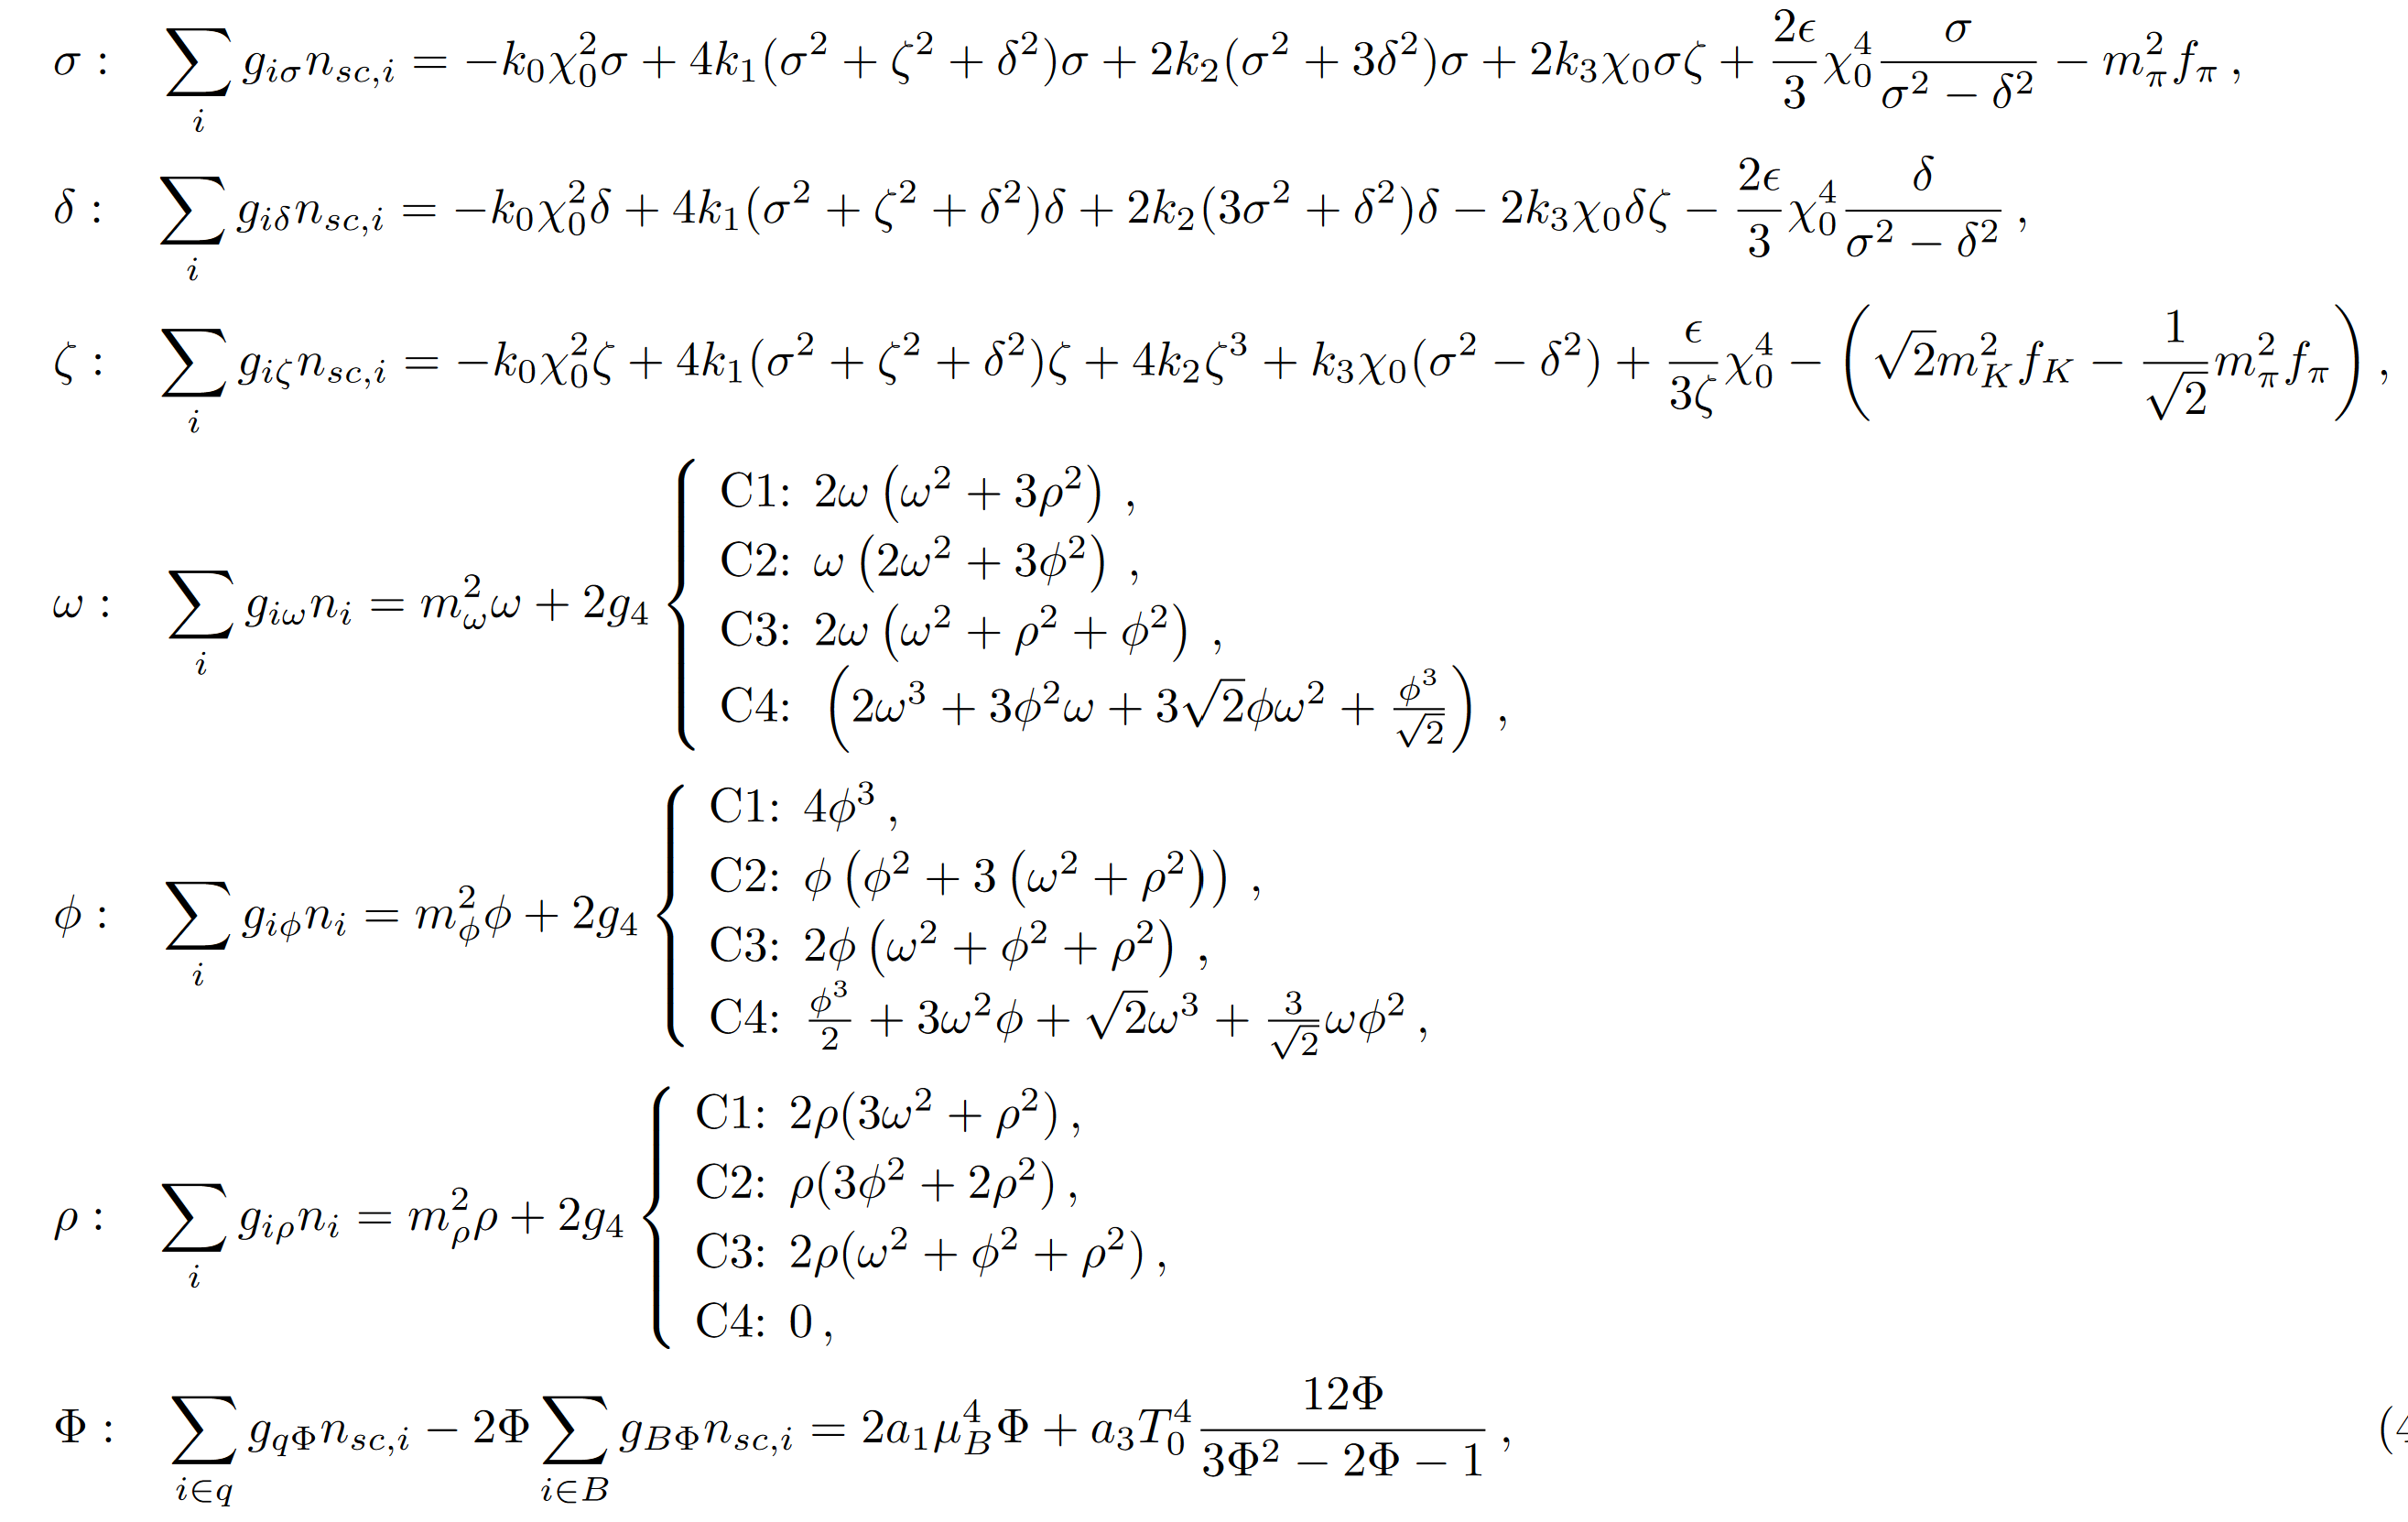 σ : ∑_i g_{iσ} n_{sc,i} = −k_0 χ_0^2 σ + 4k_1(σ^2 + ζ^2 + δ^2)σ + 2k_2(σ^2 + 3δ^2)σ + 2k_3 χ_0 σζ + \frac{2ϵ}{3} χ_0^4 \frac{σ}{σ^2 − δ^2} − m_π^2 f_π ,
δ : ∑_i g_{iδ} n_{sc,i} = −k_0 χ_0^2 δ + 4k_1(σ^2 + ζ^2 + δ^2)δ + 2k_2(3σ^2 + δ^2)δ − 2k_3 χ_0 δζ − \frac{2ϵ}{3} χ_0^4 \frac{δ}{σ^2 − δ^2} ,
ζ : ∑_i g_{iζ} n_{sc,i} = −k_0 χ_0^2 ζ + 4k_1(σ^2 + ζ^2 + δ^2)ζ + 4k_2 ζ^3 + k_3 χ_0(σ^2 − δ^2) + \frac{ϵ}{3ζ} χ_0^4 − (√2 m_K^2 f_K − \frac{1}{√2} m_π^2 f_π) ,
ω : ∑_i g_{iω} n_i = m_ω^2 ω + 2g_4 {
C1: 2ω (ω^2 + 3ρ^2) ,
C2: ω (2ω^2 + 3ϕ^2) ,
C3: 2ω (ω^2 + ρ^2 + ϕ^2) ,
C4: (2ω^3 + 3ϕ^2 ω + 3√2 ϕω^2 + \frac{ϕ^3}{√2}) ,
ϕ : ∑_i g_{iϕ} n_i = m_ϕ^2 ϕ + 2g_4 {
C1: 4ϕ^3 ,
C2: ϕ (ϕ^2 + 3 (ω^2 + ρ^2)) ,
C3: 2ϕ (ω^2 + ϕ^2 + ρ^2) ,
C4: \frac{ϕ^3}{2} + 3ω^2 ϕ + √2 ω^3 + \frac{3}{√2} ωϕ^2 ,
ρ : ∑_i g_{iρ} n_i = m_ρ^2 ρ + 2g_4 {
C1: 2ρ(3ω^2 + ρ^2) ,
C2: ρ(3ϕ^2 + 2ρ^2) ,
C3: 2ρ(ω^2 + ϕ^2 + ρ^2) ,
C4: 0 ,
Φ : ∑_{i∈q} g_{qΦ} n_{sc,i} − 2Φ ∑_{i∈B} g_{BΦ} n_{sc,i} = 2a_1 μ_B^4 Φ + a_3 T_0^4 \frac{12Φ}{3Φ^2 − 2Φ − 1} ,